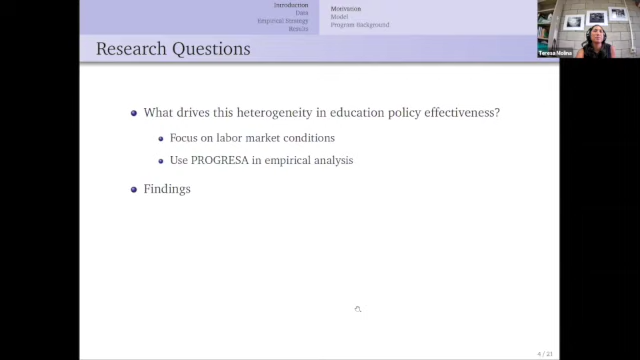 Introduction
Data
Empirical Strategy
Results
Motivation
Model
Program Background
Research Questions
What drives this heterogeneity in education policy effectiveness?
Focus on labor market conditions
Use PROGRESA in empirical analysis
Findings
4 / 21
Teresa Molina